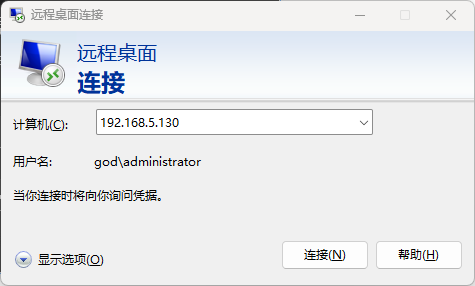 远程桌面连接
远程桌面
连接
计算机(C): 192.168.5.130
用户名: god\administrator
当你连接时将向你询问凭据。
显示选项(O) 连接(N) 帮助(H)